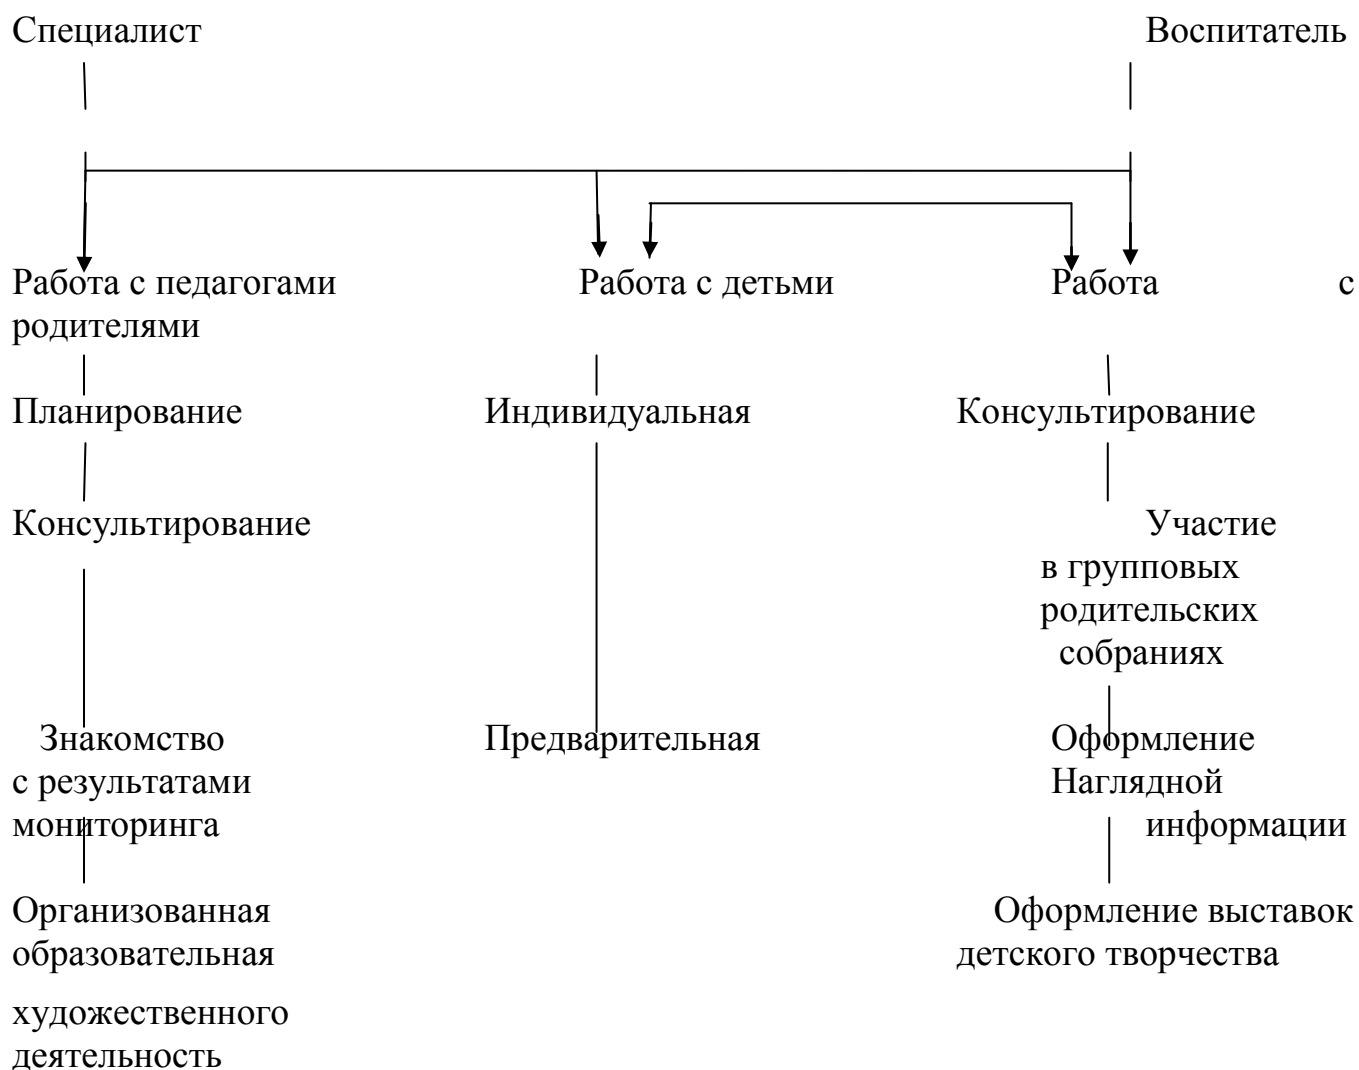 Специалист Воспитатель
Работа с педагогами Работа с детьми Работа с
родителями
Планирование Индивидуальная Консультирование
Консультирование Участие
в групповых
родительских
собраниях
Знакомство Предварительная Оформление
с результатами Наглядной
мониторинга информации
Организованная Оформление выставок
образовательная детского творчества
художественного
деятельность